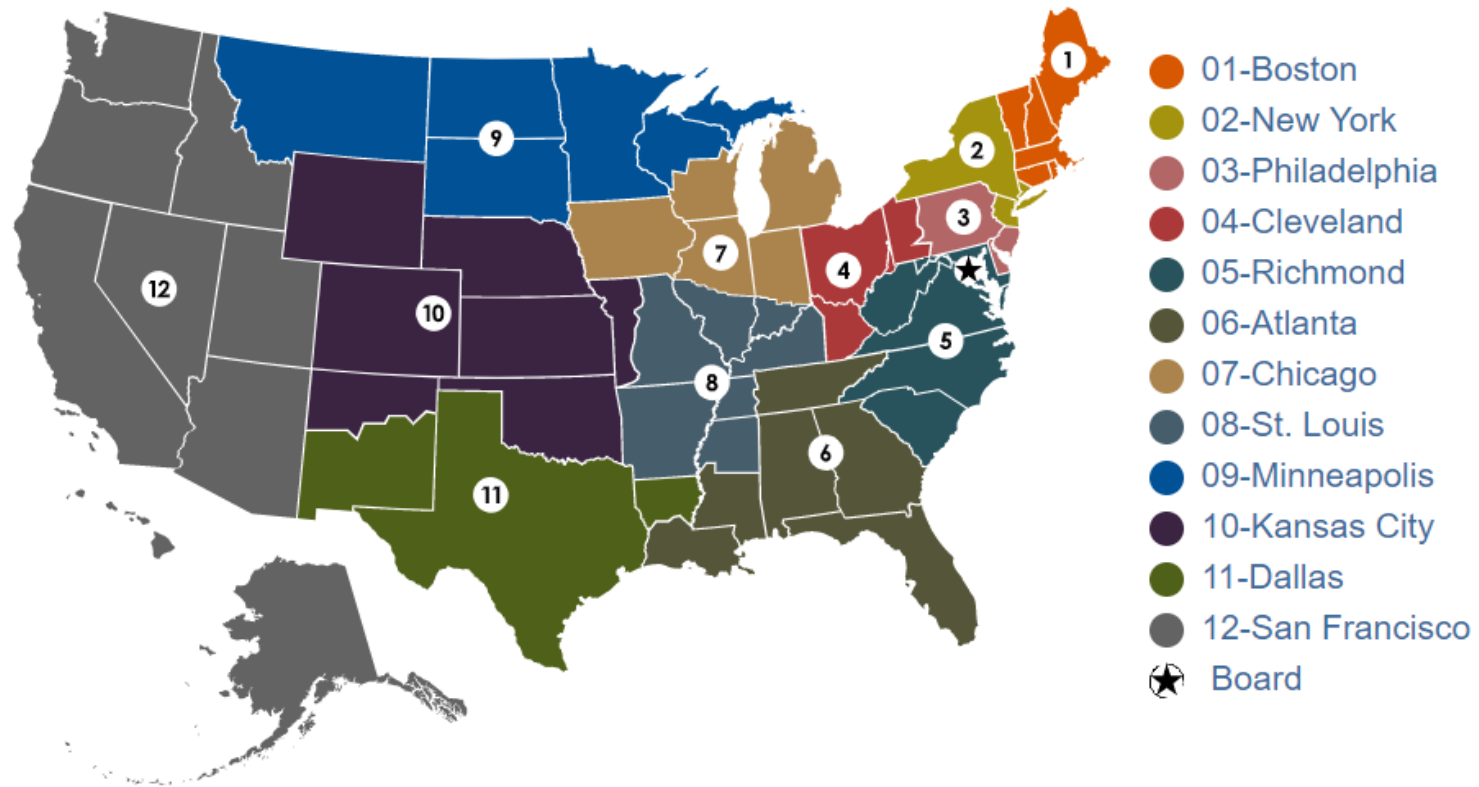 1
2
3
4
5
6
7
8
9
10
11
12
01-Boston
02-New York
03-Philadelphia
04-Cleveland
05-Richmond
06-Atlanta
07-Chicago
08-St. Louis
09-Minneapolis
10-Kansas City
11-Dallas
12-San Francisco
Board